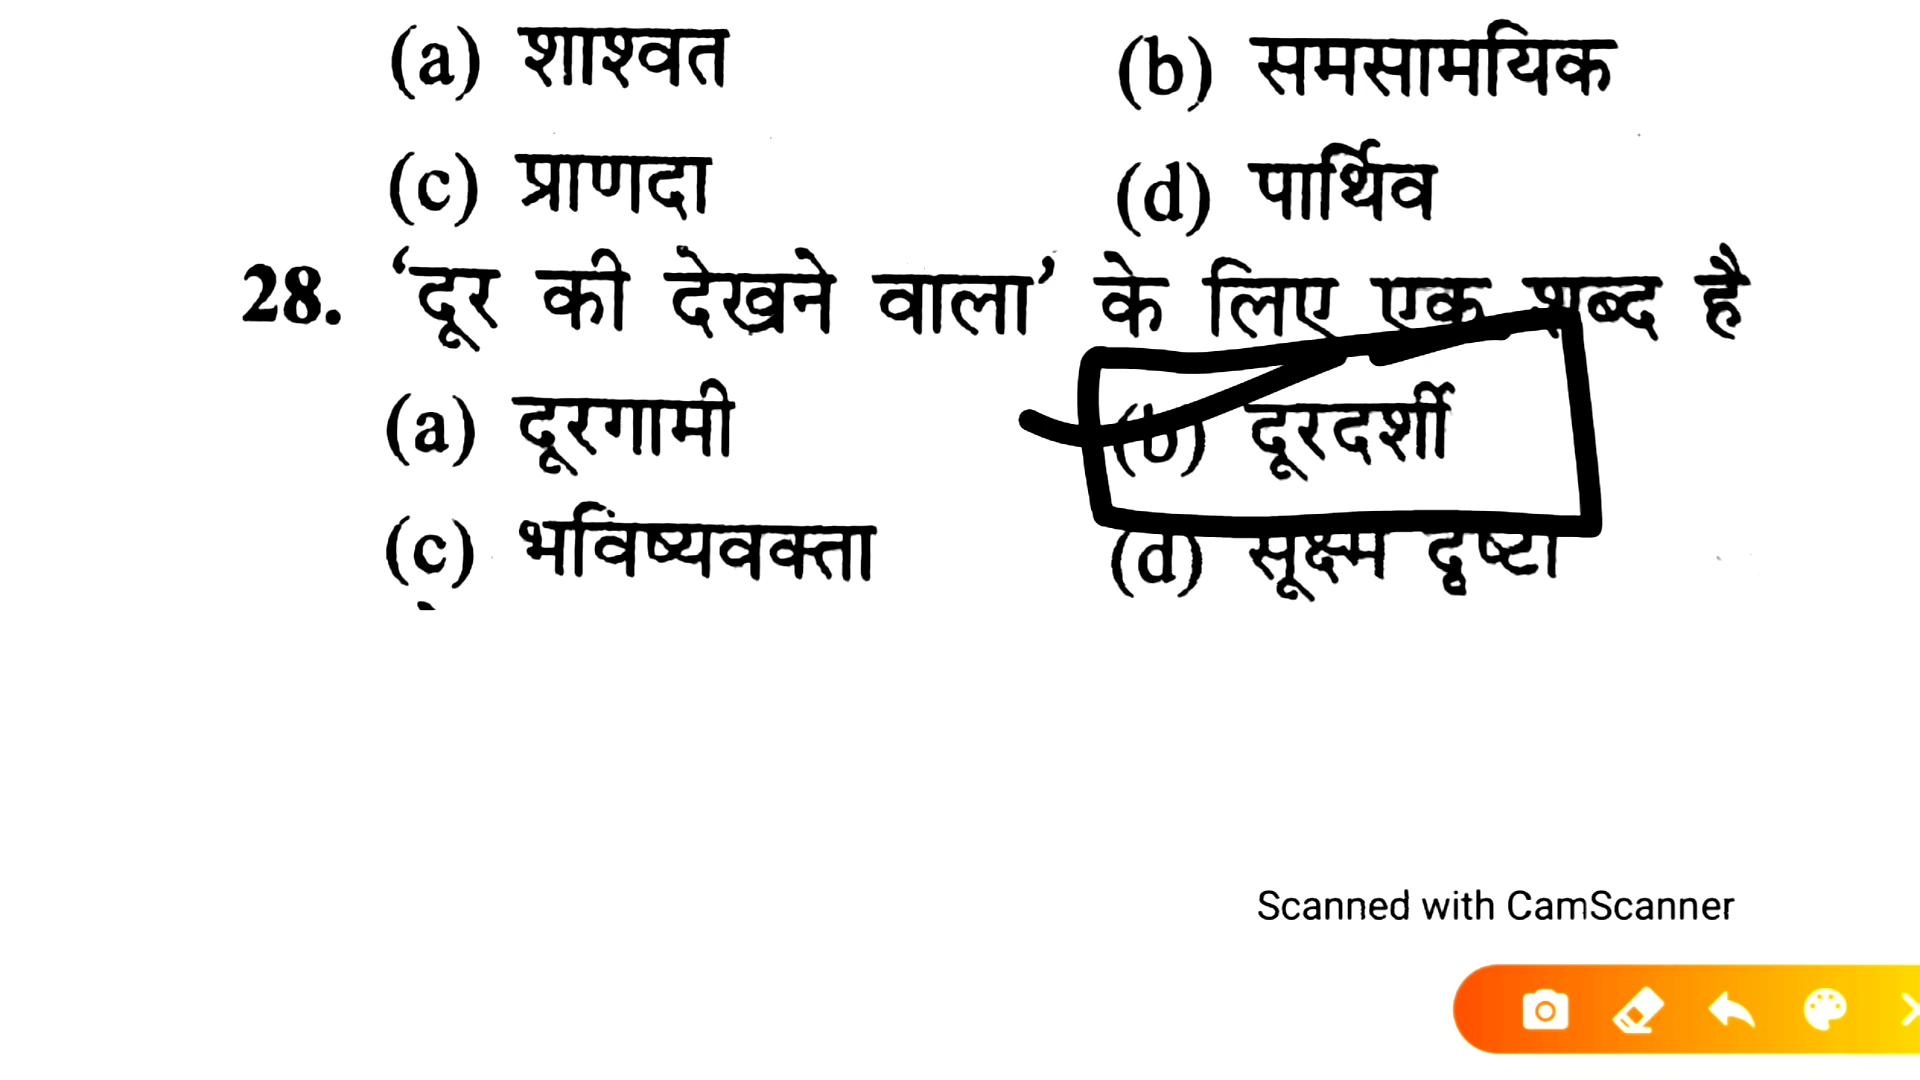 (a) शाश्वत (b) समसामयिक
(c) प्राणदा (d) पार्थिव
28. ‘दूर की देखने वाला’ के लिए एक शब्द है
(a) दूरगामी (b) दूरदर्शी
(c) भविष्यवक्ता (d) सूक्ष्म दृष्टा
Scanned with CamScanner